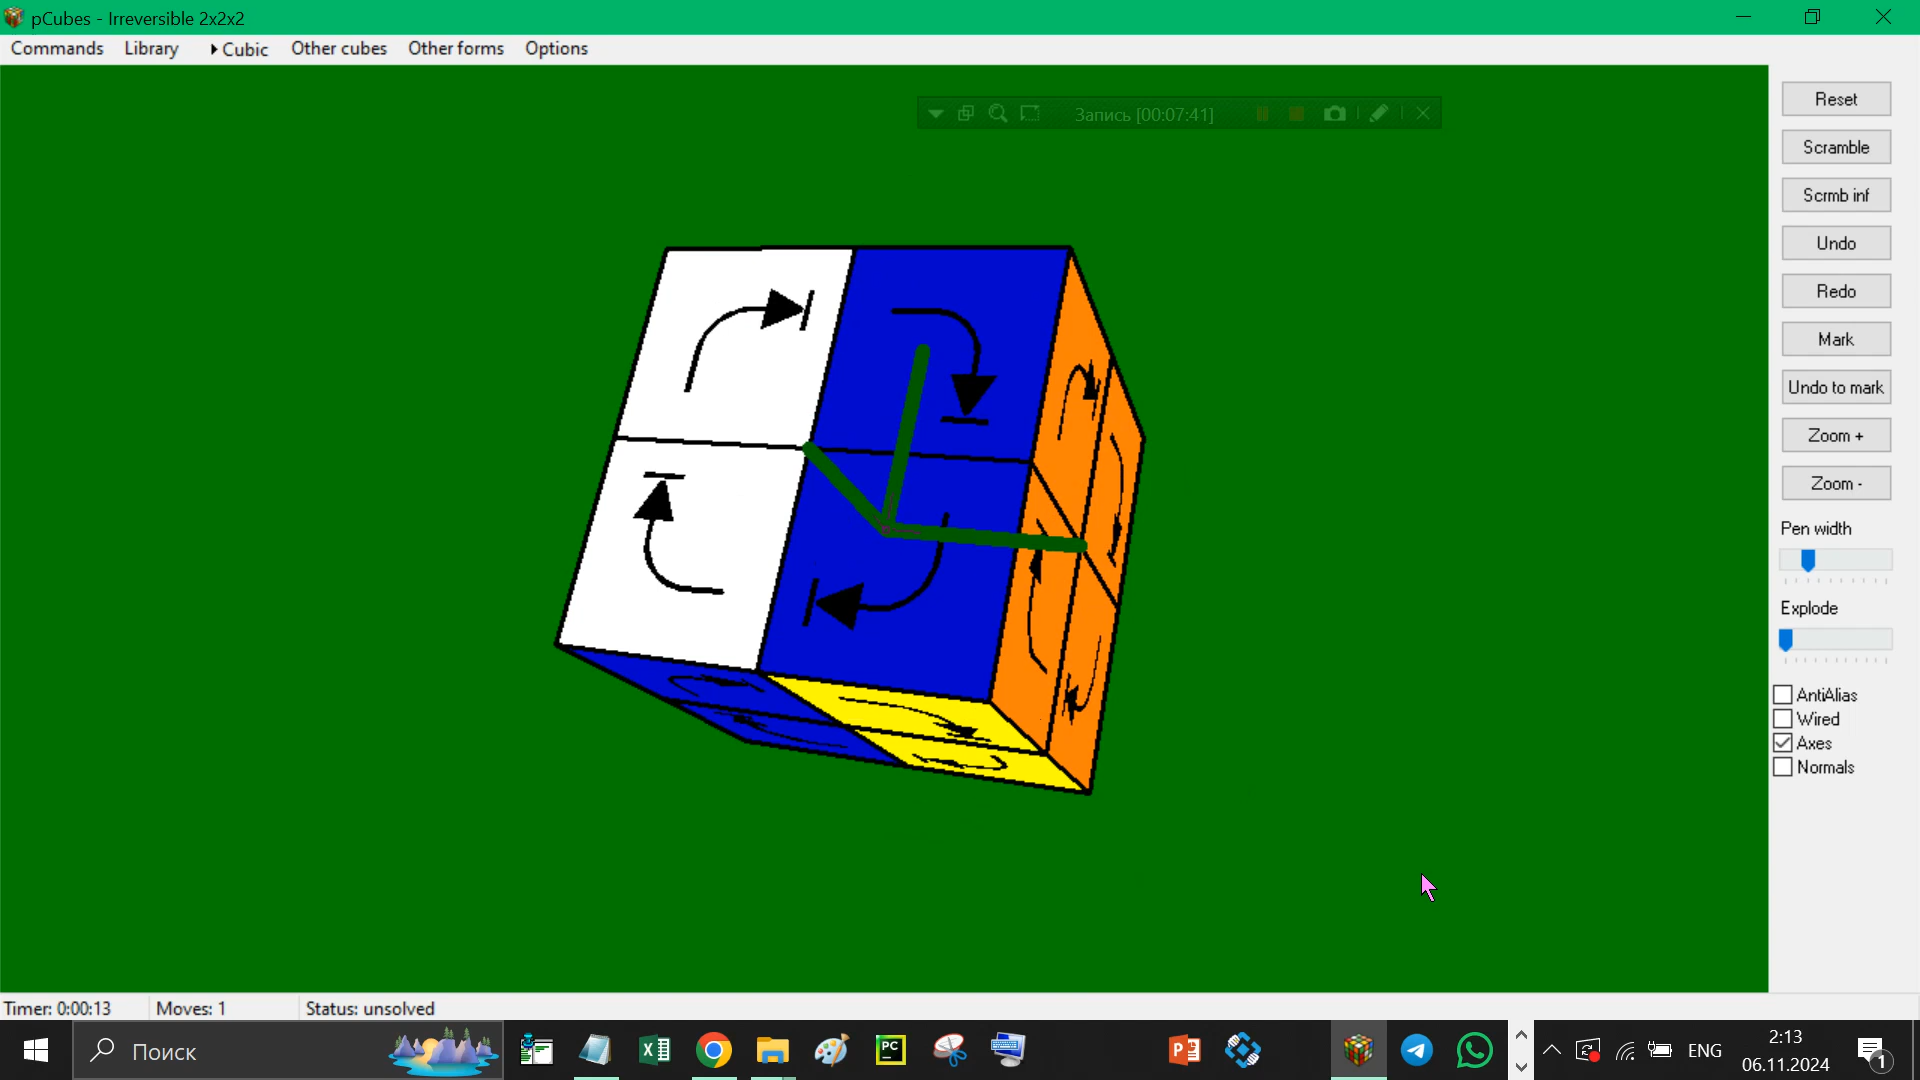 pCubes - Irreversible 2x2x2
Commands Library Cubic Other cubes Other forms Options
Запись [00:07:41]
Reset
Scramble
Scrmb inf
Undo
Redo
Mark
Undo to mark
Zoom +
Zoom -
Pen width
Explode
AntiAlias
Wired
Axes
Normals
Timer: 0:00:13 Moves: 1 Status: unsolved
Поиск
ENG
2:13
06.11.2024
1